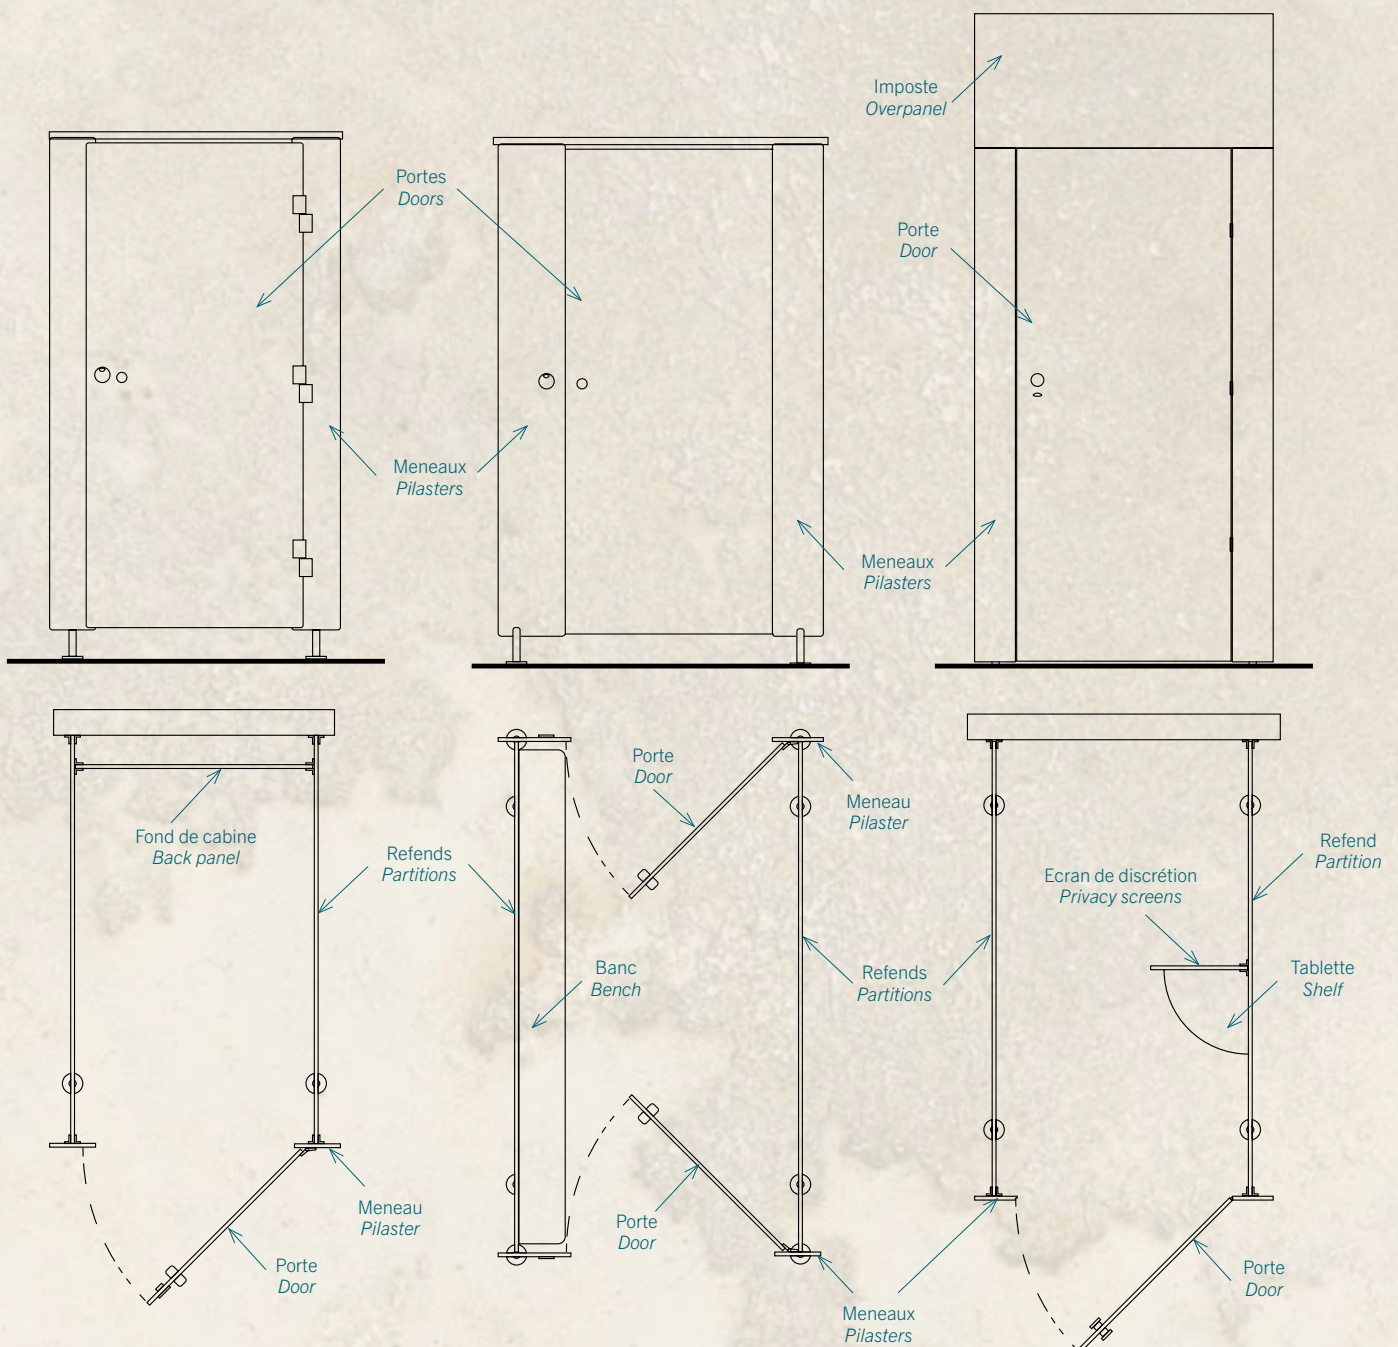 Imposte
Overpanel
Portes
Doors
Porte
Door
Meneaux
Pilasters
Meneaux
Pilasters
Porte
Door
Meneau
Pilaster
Fond de cabine
Back panel
Refends
Partitions
Refend
Partition
Ecran de discrétion
Privacy screens
Banc
Bench
Refends
Partitions
Tablette
Shelf
Meneau
Pilaster
Porte
Door
Porte
Door
Porte
Door
Meneaux
Pilasters